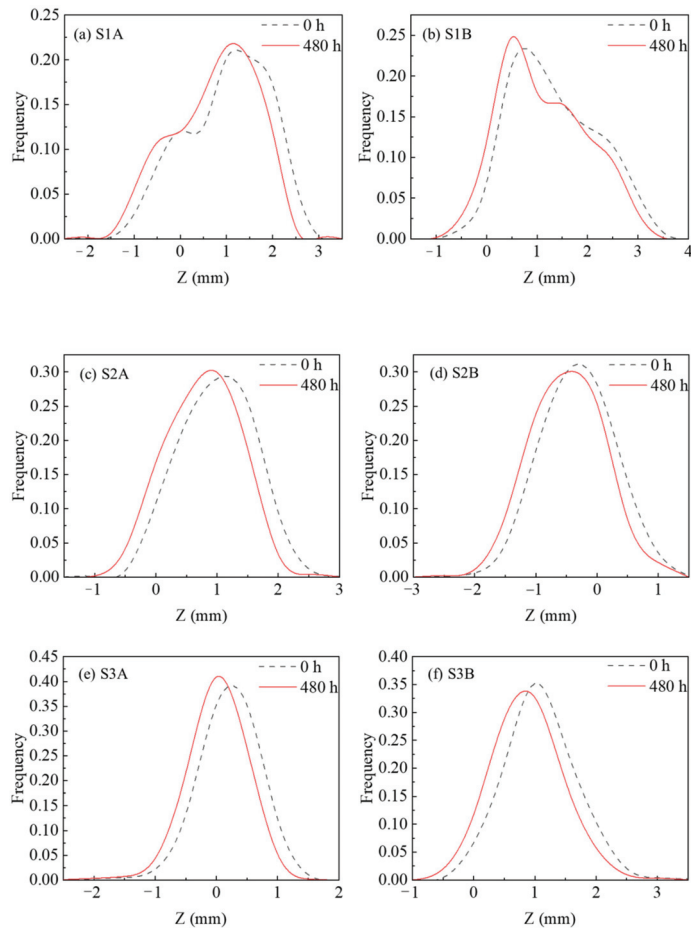 (a) S1A
0 h
480 h
0.25
0.20
0.15
0.10
0.05
0.00
Frequency
-2 -1 0 1 2 3
Z (mm)
(b) S1B
0 h
480 h
0.25
0.20
0.15
0.10
0.05
0.00
Frequency
-1 0 1 2 3 4
Z (mm)
(c) S2A
0 h
480 h
0.30
0.25
0.20
0.15
0.10
0.05
0.00
Frequency
-1 0 1 2 3
Z (mm)
(d) S2B
0 h
480 h
0.30
0.25
0.20
0.15
0.10
0.05
0.00
Frequency
-3 -2 -1 0 1
Z (mm)
(e) S3A
0 h
480 h
0.45
0.40
0.35
0.30
0.25
0.20
0.15
0.10
0.05
0.00
Frequency
-2 -1 0 1 2
Z (mm)
(f) S3B
0 h
480 h
0.40
0.35
0.30
0.25
0.20
0.15
0.10
0.05
0.00
Frequency
-1 0 1 2 3
Z (mm)